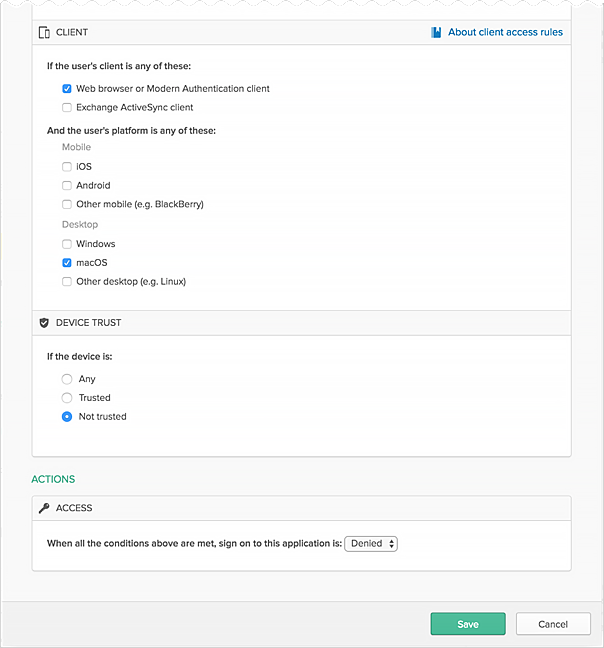 CLIENT
About client access rules
If the user's client is any of these:
Web browser or Modern Authentication client
Exchange ActiveSync client
And the user's platform is any of these:
Mobile
iOS
Android
Other mobile (e.g. BlackBerry)
Desktop
Windows
macOS
Other desktop (e.g. Linux)
DEVICE TRUST
If the device is:
Any
Trusted
Not trusted
ACTIONS
ACCESS
When all the conditions above are met, sign on to this application is: Denied
Save
Cancel